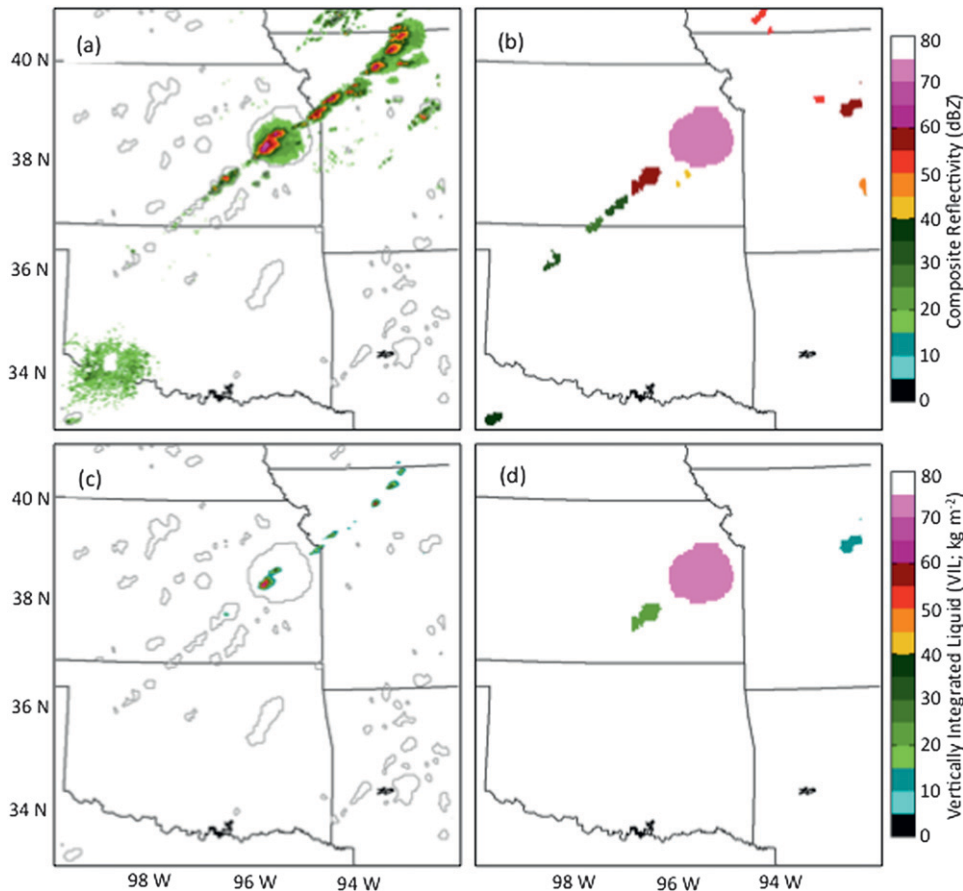 (a)
(b)
40 N
38 N
36 N
34 N
80
70
60
50
40
30
20
10
0
Composite Reflectivity (dBZ)
(c)
(d)
40 N
38 N
36 N
34 N
98 W
96 W
94 W
98 W
96 W
94 W
80
70
60
50
40
30
20
10
0
Vertically Integrated Liquid (VIL; kg m⁻²)